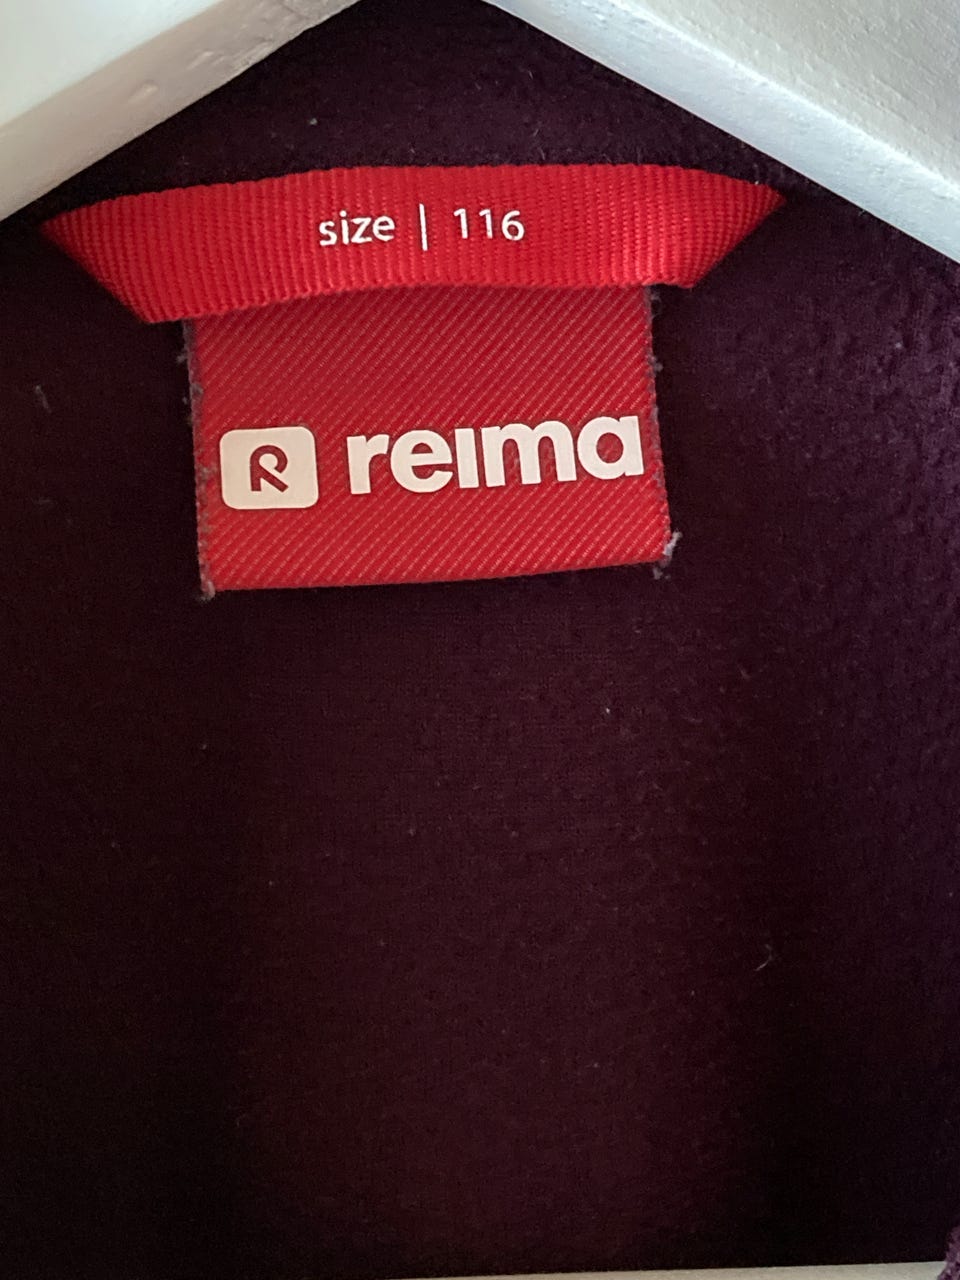 size | 116
reima